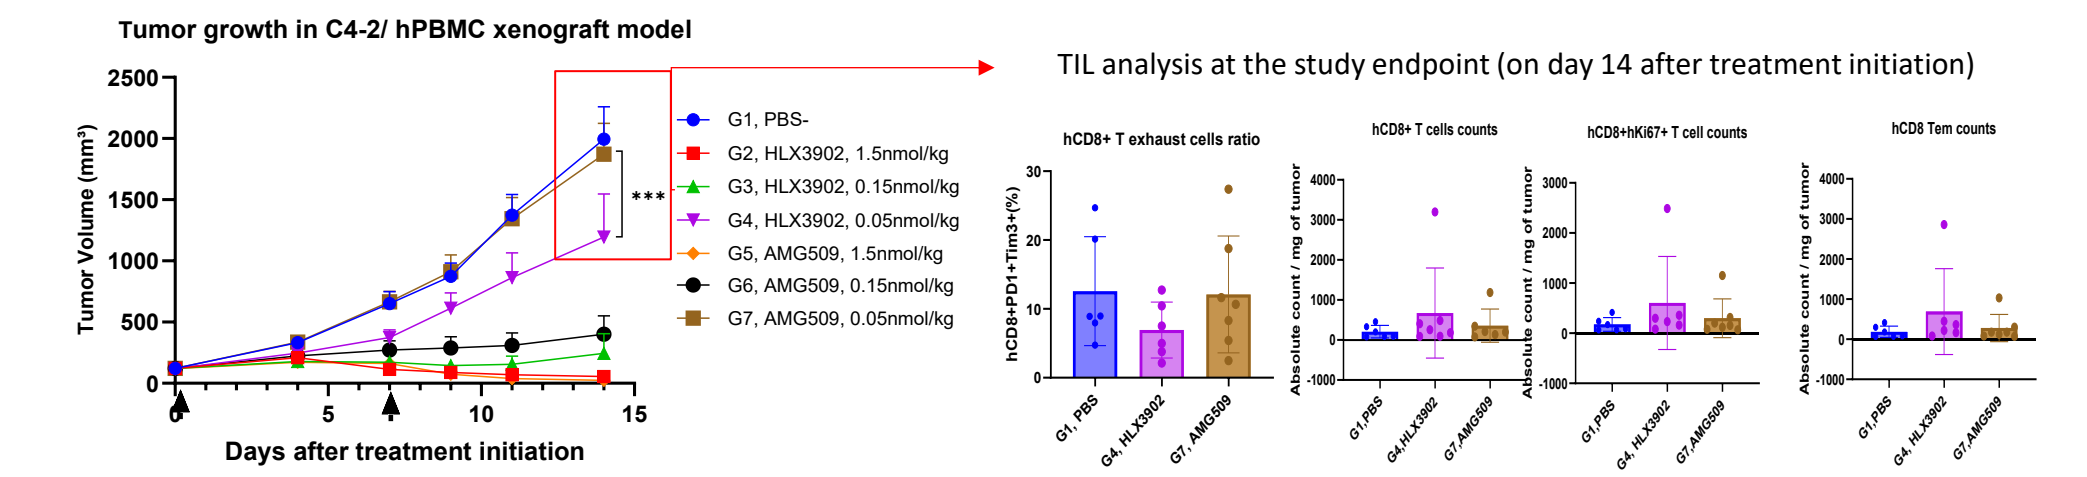 Tumor growth in C4-2/ hPBMC xenograft model
Tumor Volume (mm³)
2500
2000
1500
1000
500
0
0
5
10
15
Days after treatment initiation
***
G1, PBS-
G2, HLX3902, 1.5nmol/kg
G3, HLX3902, 0.15nmol/kg
G4, HLX3902, 0.05nmol/kg
G5, AMG509, 1.5nmol/kg
G6, AMG509, 0.15nmol/kg
G7, AMG509, 0.05nmol/kg
TIL analysis at the study endpoint (on day 14 after treatment initiation)
hCD8+ T exhaust cells ratio
hCD8+PD1+Tim3+(%)
30
20
10
0
G1, PBS
G4, HLX3902
G7, AMG509
hCD8+ T cells counts
Absolute count / mg of tumor
4000
3000
2000
1000
0
-1000
G1,PBS
G4,HLX3902
G7,AMG509
hCD8+hKi67+ T cell counts
Absolute count / mg of tumor
3000
2000
1000
0
-1000
G1,PBS
G4, HLX3902
G7,AMG509
hCD8 Tem counts
Absolute count / mg of tumor
4000
3000
2000
1000
0
-1000
G1,PBS
G4, HLX3902
G7,AMG509